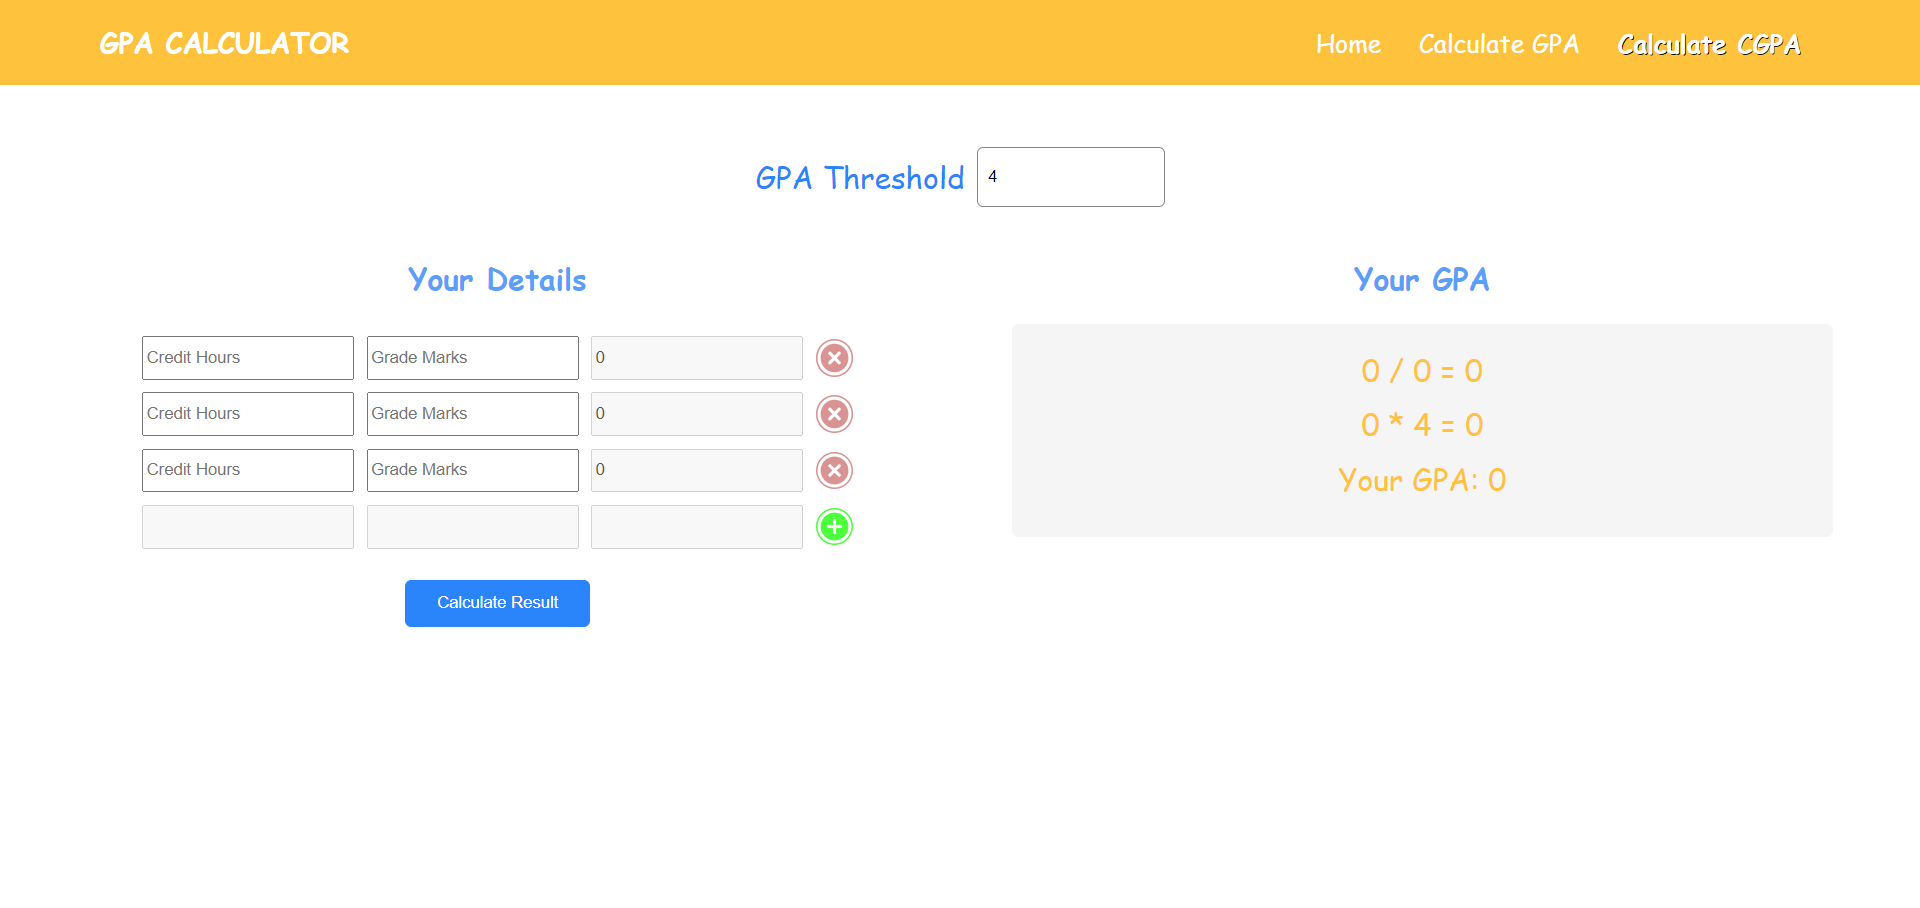 GPA CALCULATOR
Home Calculate GPA Calculate CGPA
GPA Threshold 4
Your Details
Credit Hours Grade Marks 0
Credit Hours Grade Marks 0
Credit Hours Grade Marks 0
Calculate Result
Your GPA
0 / 0 = 0
0 * 4 = 0
Your GPA: 0